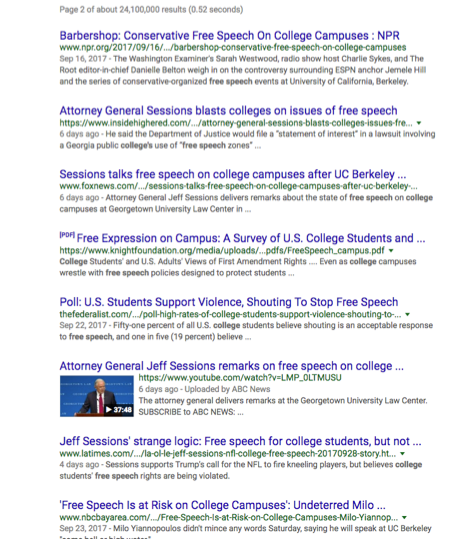 Page 2 of about 24,100,000 results (0.52 seconds)
Barbershop: Conservative Free Speech On College Campuses : NPR
www.npr.org/2017/09/16/.../barbershop-conservative-free-speech-on-college-campuses
Sep 16, 2017 - The Washington Examiner's Sarah Westwood, radio show host Charlie Sykes, and The
Root editor-in-chief Danielle Belton weigh in on the controversy surrounding ESPN anchor Jemele Hill
and the series of conservative-organized free speech events at University of California, Berkeley.
Attorney General Sessions blasts colleges on issues of free speech
https://www.insidehighered.com/.../attorney-general-sessions-blasts-colleges-issues-fre...
6 days ago - He said the Department of Justice would file a "statement of interest" in a lawsuit involving
a Georgia public college's use of "free speech zones" ...
Sessions talks free speech on college campuses after UC Berkeley ...
www.foxnews.com/.../sessions-talks-free-speech-on-college-campuses-after-uc-berkeley-...
6 days ago - Attorney General Jeff Sessions delivers remarks about the state of free speech on college
campuses at Georgetown University Law Center in ...
[PDF] Free Expression on Campus: A Survey of U.S. College Students and ...
https://www.knightfoundation.org/media/uploads/...pdfs/FreeSpeech_campus.pdf
College Students' and U.S. Adults' Views of First Amendment Rights .... Even as college campuses
wrestle with free speech policies designed to protect students ...
Poll: U.S. Students Support Violence, Shouting To Stop Free Speech
thefederalist.com/.../poll-high-rates-of-college-students-support-violence-shouting-to-...
Sep 22, 2017 - Fifty-one percent of all U.S. college students believe shouting is an acceptable response
to free speech, and one in five (19 percent) believe ...
Attorney General Jeff Sessions remarks on free speech on college ...
https://www.youtube.com/watch?v=LMP_0LTMUSU
6 days ago - Uploaded by ABC News
The attorney general delivers remarks at the Georgetown University Law Center.
SUBSCRIBE to ABC NEWS: ...
37:48
Jeff Sessions' strange logic: Free speech for college students, but not ...
www.latimes.com/.../la-ol-le-jeff-sessions-nfl-college-free-speech-20170928-story.ht...
4 days ago - Sessions supports Trump's call for the NFL to fire kneeling players, but believes college
students' free speech rights are being violated.
'Free Speech Is at Risk on College Campuses': Undeterred Milo ...
www.nbcbayarea.com/.../Free-Speech-Is-at-Risk-on-College-Campuses-Milo-Yiannop...
Sep 23, 2017 - Milo Yiannopoulos didn't mince any words Saturday, saying he will speak at UC Berkeley